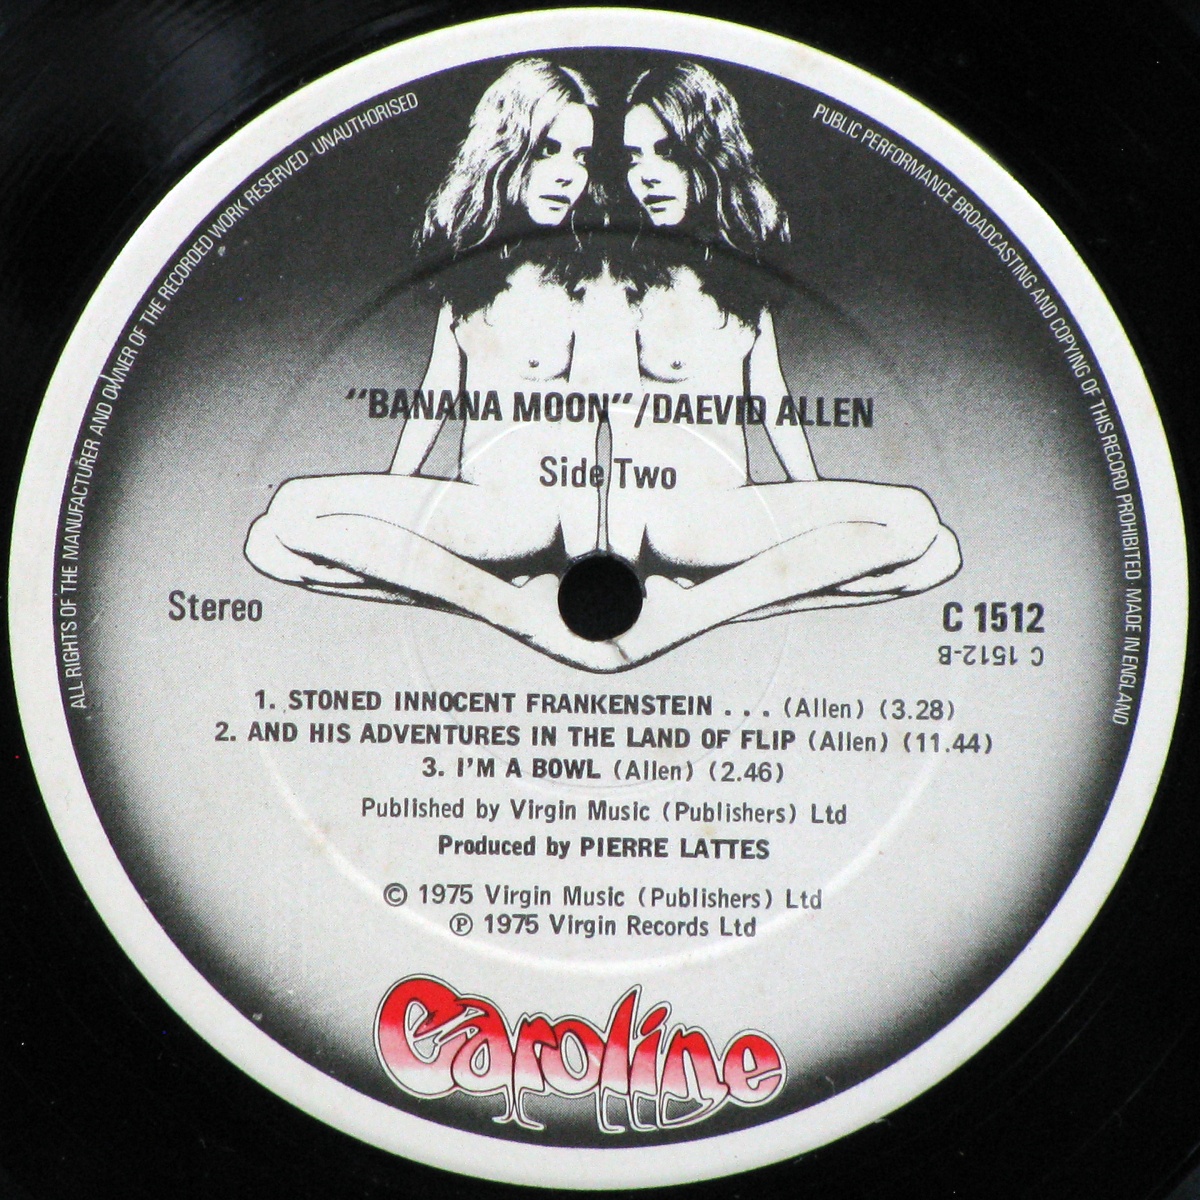 ALL RIGHTS OF THE MANUFACTURER AND OWNER OF THE RECORDED WORK RESERVED · UNAUTHORISED
PUBLIC PERFORMANCE BROADCASTING AND COPYING OF THIS RECORD PROHIBITED · MADE IN ENGLAND
“BANANA MOON”/DAEVID ALLEN
Side Two
Stereo
C 1512
C 1512-B
1. STONED INNOCENT FRANKENSTEIN . . . (Allen) (3.28)
2. AND HIS ADVENTURES IN THE LAND OF FLIP (Allen) (11.44)
3. I'M A BOWL (Allen) (2.46)
Published by Virgin Music (Publishers) Ltd
Produced by PIERRE LATTES
© 1975 Virgin Music (Publishers) Ltd
℗ 1975 Virgin Records Ltd
Caroline